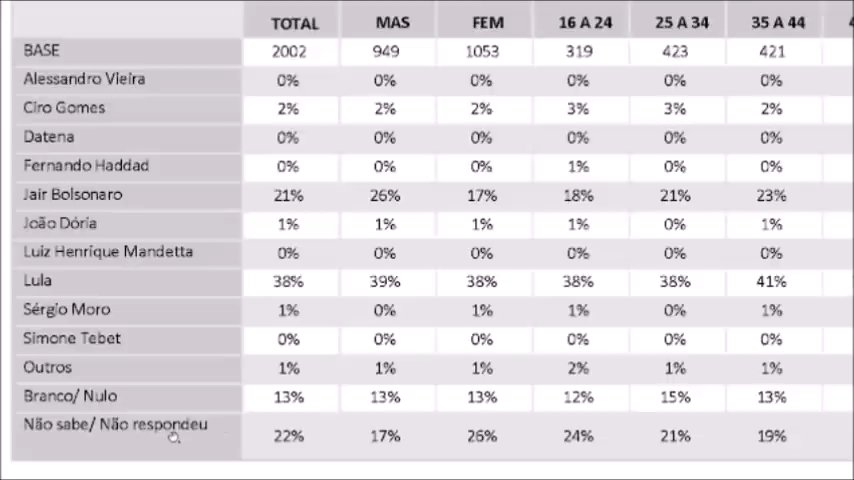 TOTAL MAS FEM 16 A 24 25 A 34 35 A 44
BASE 2002 949 1053 319 423 421
Alessandro Vieira 0% 0% 0% 0% 0% 0%
Ciro Gomes 2% 2% 2% 3% 3% 2%
Datena 0% 0% 0% 0% 0% 0%
Fernando Haddad 0% 0% 0% 1% 0% 0%
Jair Bolsonaro 21% 26% 17% 18% 21% 23%
João Dória 1% 1% 1% 1% 0% 1%
Luiz Henrique Mandetta 0% 0% 0% 0% 0% 0%
Lula 38% 39% 38% 38% 38% 41%
Sérgio Moro 1% 0% 1% 1% 0% 1%
Simone Tebet 0% 0% 0% 0% 0% 0%
Outros 1% 1% 1% 2% 1% 1%
Branco/ Nulo 13% 13% 13% 12% 15% 13%
Não sabe/ Não respondeu 22% 17% 26% 24% 21% 19%